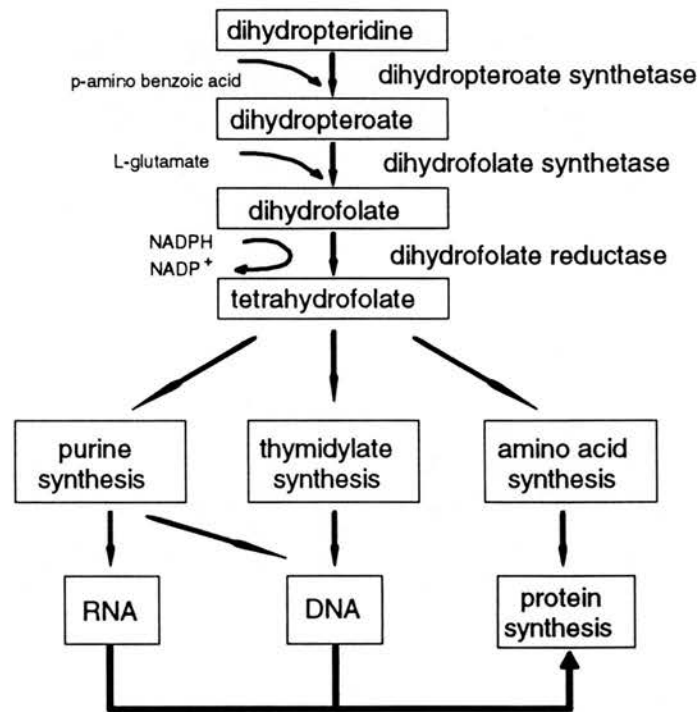 dihydropteridine
p-amino benzoic acid
dihydropteroate synthetase
dihydropteroate
L-glutamate
dihydrofolate synthetase
dihydrofolate
NADPH
NADP+
dihydrofolate reductase
tetrahydrofolate
purine
synthesis
thymidylate
synthesis
amino acid
synthesis
RNA
DNA
protein
synthesis